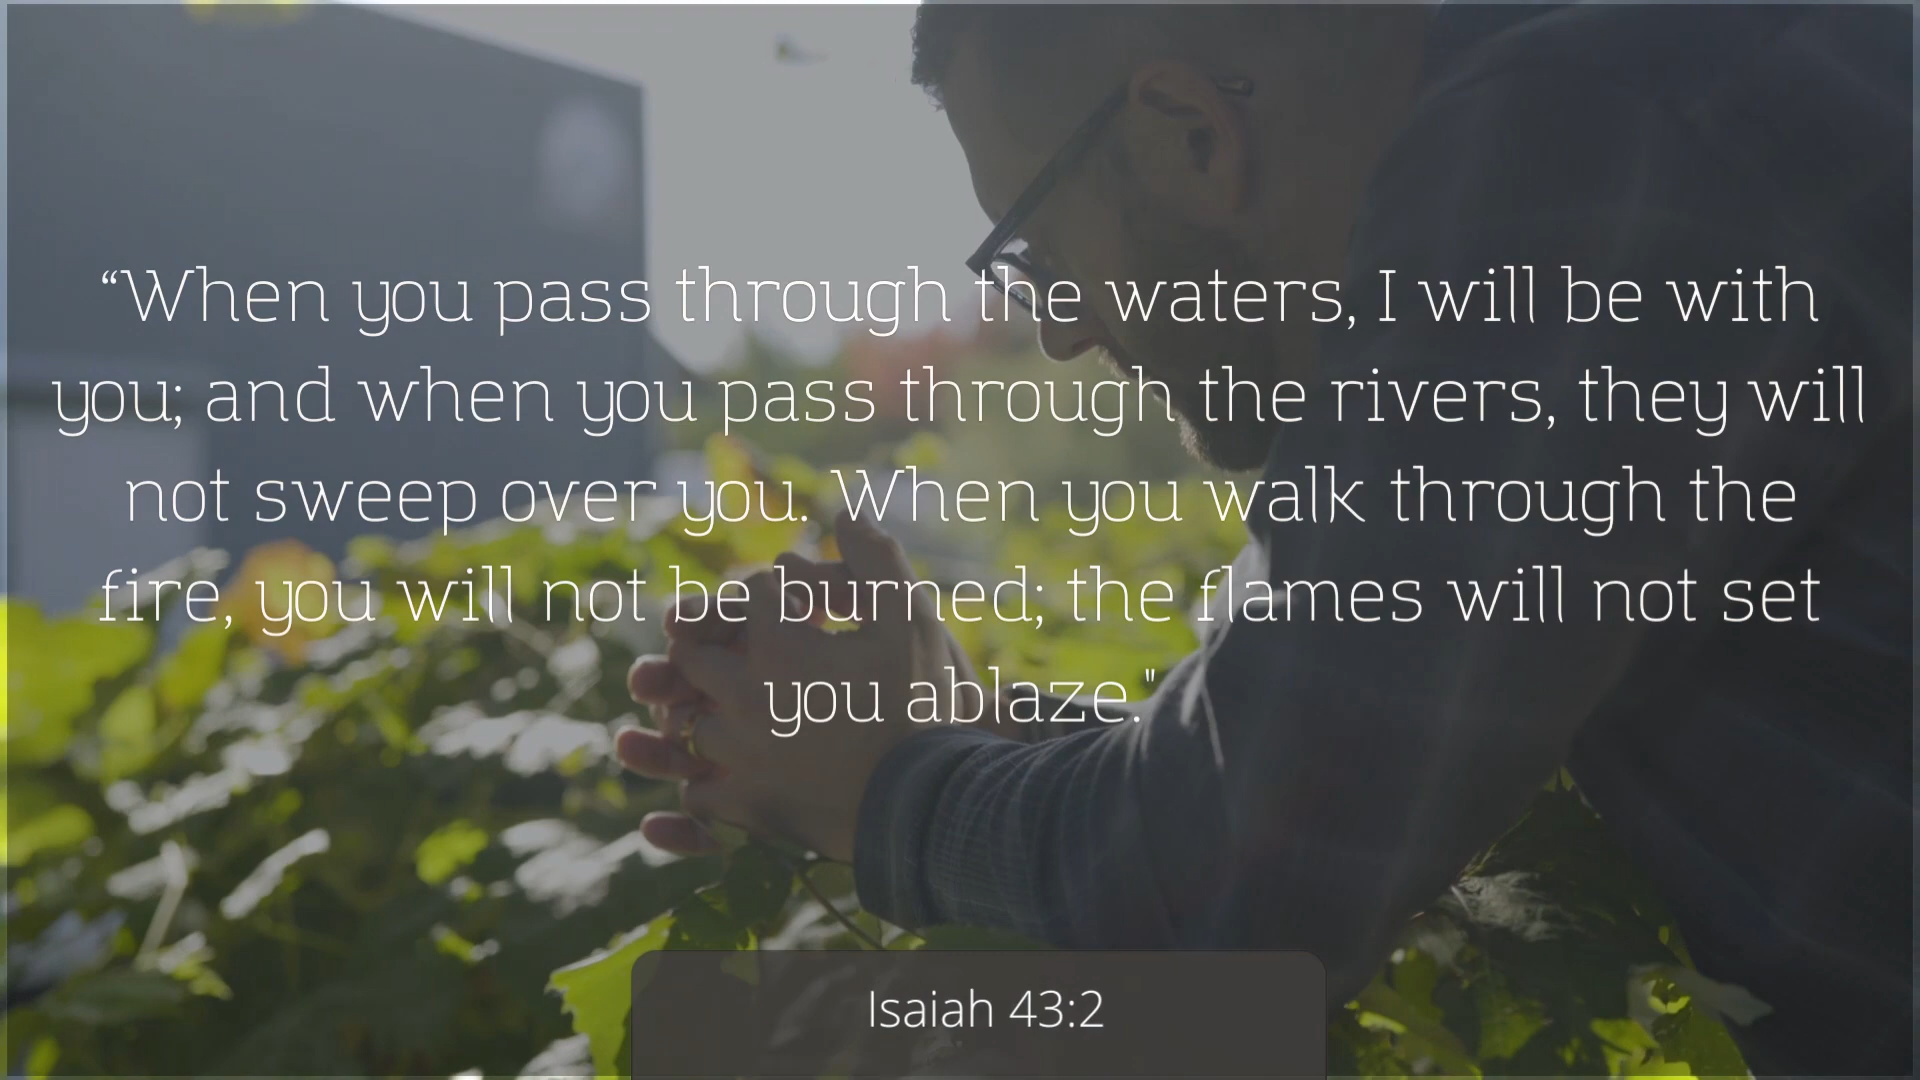 “When you pass through the waters, I will be with
you; and when you pass through the rivers, they will
not sweep over you. When you walk through the
fire, you will not be burned; the flames will not set
you ablaze."
Isaiah 43:2